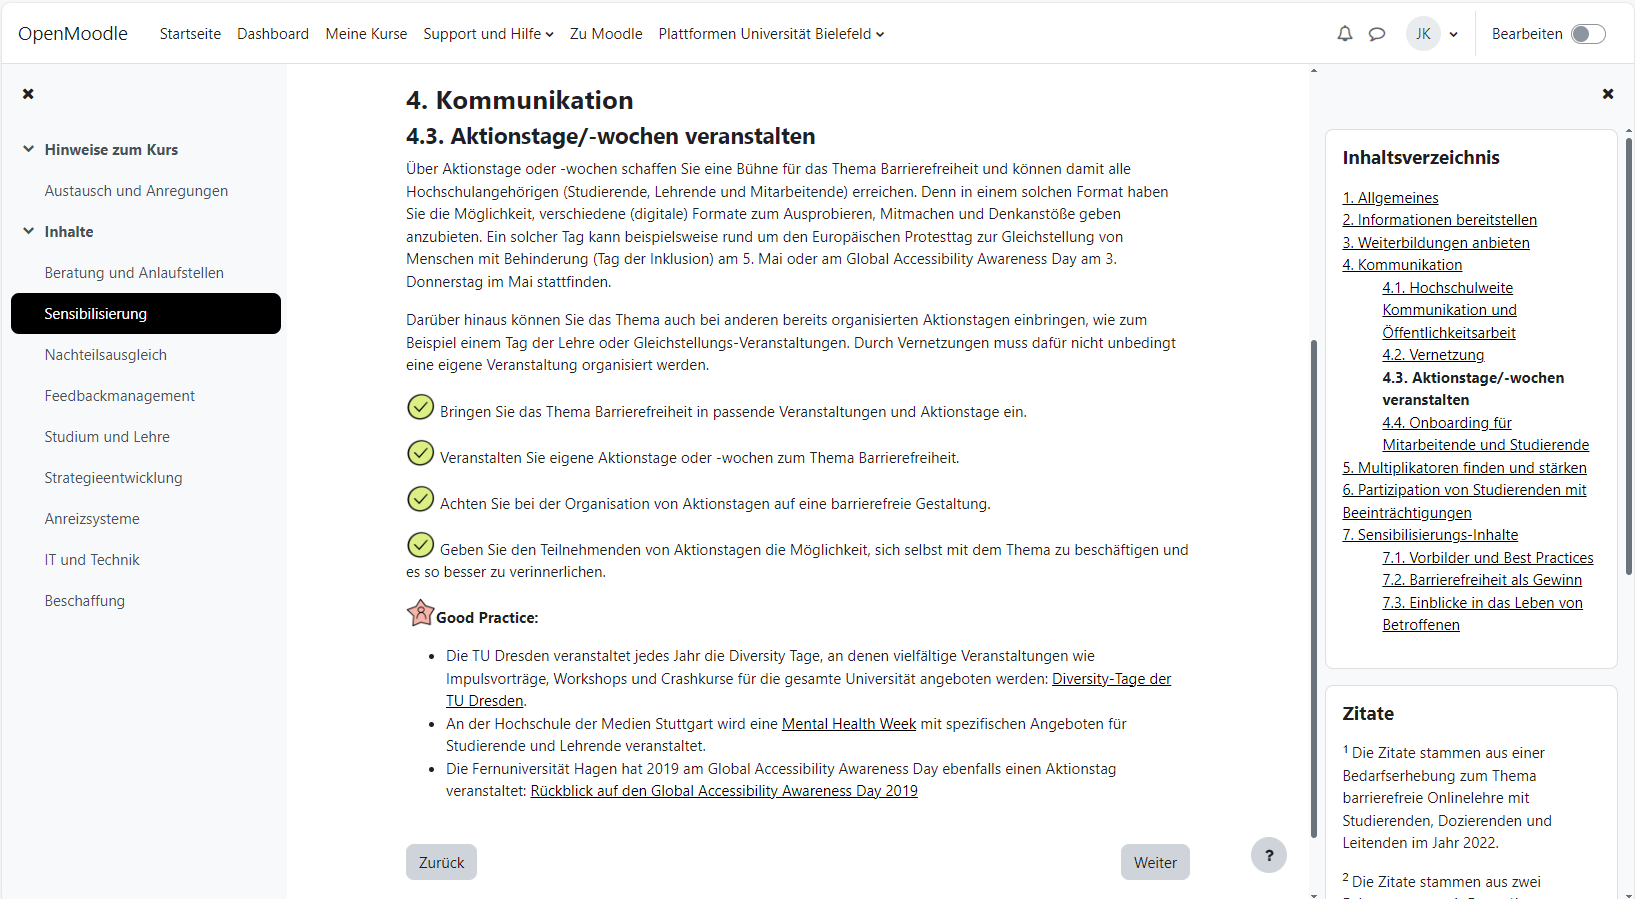 OpenMoodle
Startseite
Dashboard
Meine Kurse
Support und Hilfe
Zu Moodle
Plattformen Universität Bielefeld
JK
Bearbeiten
Hinweise zum Kurs
Austausch und Anregungen
Inhalte
Beratung und Anlaufstellen
Sensibilisierung
Nachteilsausgleich
Feedbackmanagement
Studium und Lehre
Strategieentwicklung
Anreizsysteme
IT und Technik
Beschaffung
4. Kommunikation
4.3. Aktionstage/-wochen veranstalten
Über Aktionstage oder -wochen schaffen Sie eine Bühne für das Thema Barrierefreiheit und können damit alle
Hochschulangehörigen (Studierende, Lehrende und Mitarbeitende) erreichen. Denn in einem solchen Format haben
Sie die Möglichkeit, verschiedene (digitale) Formate zum Ausprobieren, Mitmachen und Denkanstöße geben
anzubieten. Ein solcher Tag kann beispielsweise rund um den Europäischen Protesttag zur Gleichstellung von
Menschen mit Behinderung (Tag der Inklusion) am 5. Mai oder am Global Accessibility Awareness Day am 3.
Donnerstag im Mai stattfinden.
Darüber hinaus können Sie das Thema auch bei anderen bereits organisierten Aktionstagen einbringen, wie zum
Beispiel einem Tag der Lehre oder Gleichstellungs-Veranstaltungen. Durch Vernetzungen muss dafür nicht unbedingt
eine eigene Veranstaltung organisiert werden.
Bringen Sie das Thema Barrierefreiheit in passende Veranstaltungen und Aktionstage ein.
Veranstalten Sie eigene Aktionstage oder -wochen zum Thema Barrierefreiheit.
Achten Sie bei der Organisation von Aktionstagen auf eine barrierefreie Gestaltung.
Geben Sie den Teilnehmenden von Aktionstagen die Möglichkeit, sich selbst mit dem Thema zu beschäftigen und
es so besser zu verinnerlichen.
Good Practice:
• Die TU Dresden veranstaltet jedes Jahr die Diversity Tage, an denen vielfältige Veranstaltungen wie
Impulsvorträge, Workshops und Crashkurse für die gesamte Universität angeboten werden: Diversity-Tage der
TU Dresden.
• An der Hochschule der Medien Stuttgart wird eine Mental Health Week mit spezifischen Angeboten für
Studierende und Lehrende veranstaltet.
• Die Fernuniversität Hagen hat 2019 am Global Accessibility Awareness Day ebenfalls einen Aktionstag
veranstaltet: Rückblick auf den Global Accessibility Awareness Day 2019
Zurück
Weiter
?
Inhaltsverzeichnis
1. Allgemeines
2. Informationen bereitstellen
3. Weiterbildungen anbieten
4. Kommunikation
4.1. Hochschulweite
Kommunikation und
Öffentlichkeitsarbeit
4.2. Vernetzung
4.3. Aktionstage/-wochen
veranstalten
4.4. Onboarding für
Mitarbeitende und Studierende
5. Multiplikatoren finden und stärken
6. Partizipation von Studierenden mit
Beeinträchtigungen
7. Sensibilisierungs-Inhalte
7.1. Vorbilder und Best Practices
7.2. Barrierefreiheit als Gewinn
7.3. Einblicke in das Leben von
Betroffenen
Zitate
1 Die Zitate stammen aus einer
Bedarfserhebung zum Thema
barrierefreie Onlinelehre mit
Studierenden, Dozierenden und
Leitenden im Jahr 2022.
2 Die Zitate stammen aus zwei